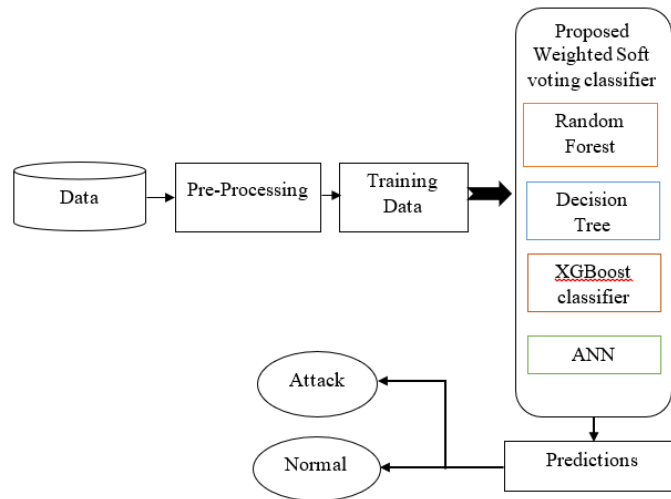 Proposed
Weighted Soft
voting classifier
Random
Forest
Data
Pre-Processing
Training
Data
Decision
Tree
XGBoost
classifier
ANN
Attack
Normal
Predictions